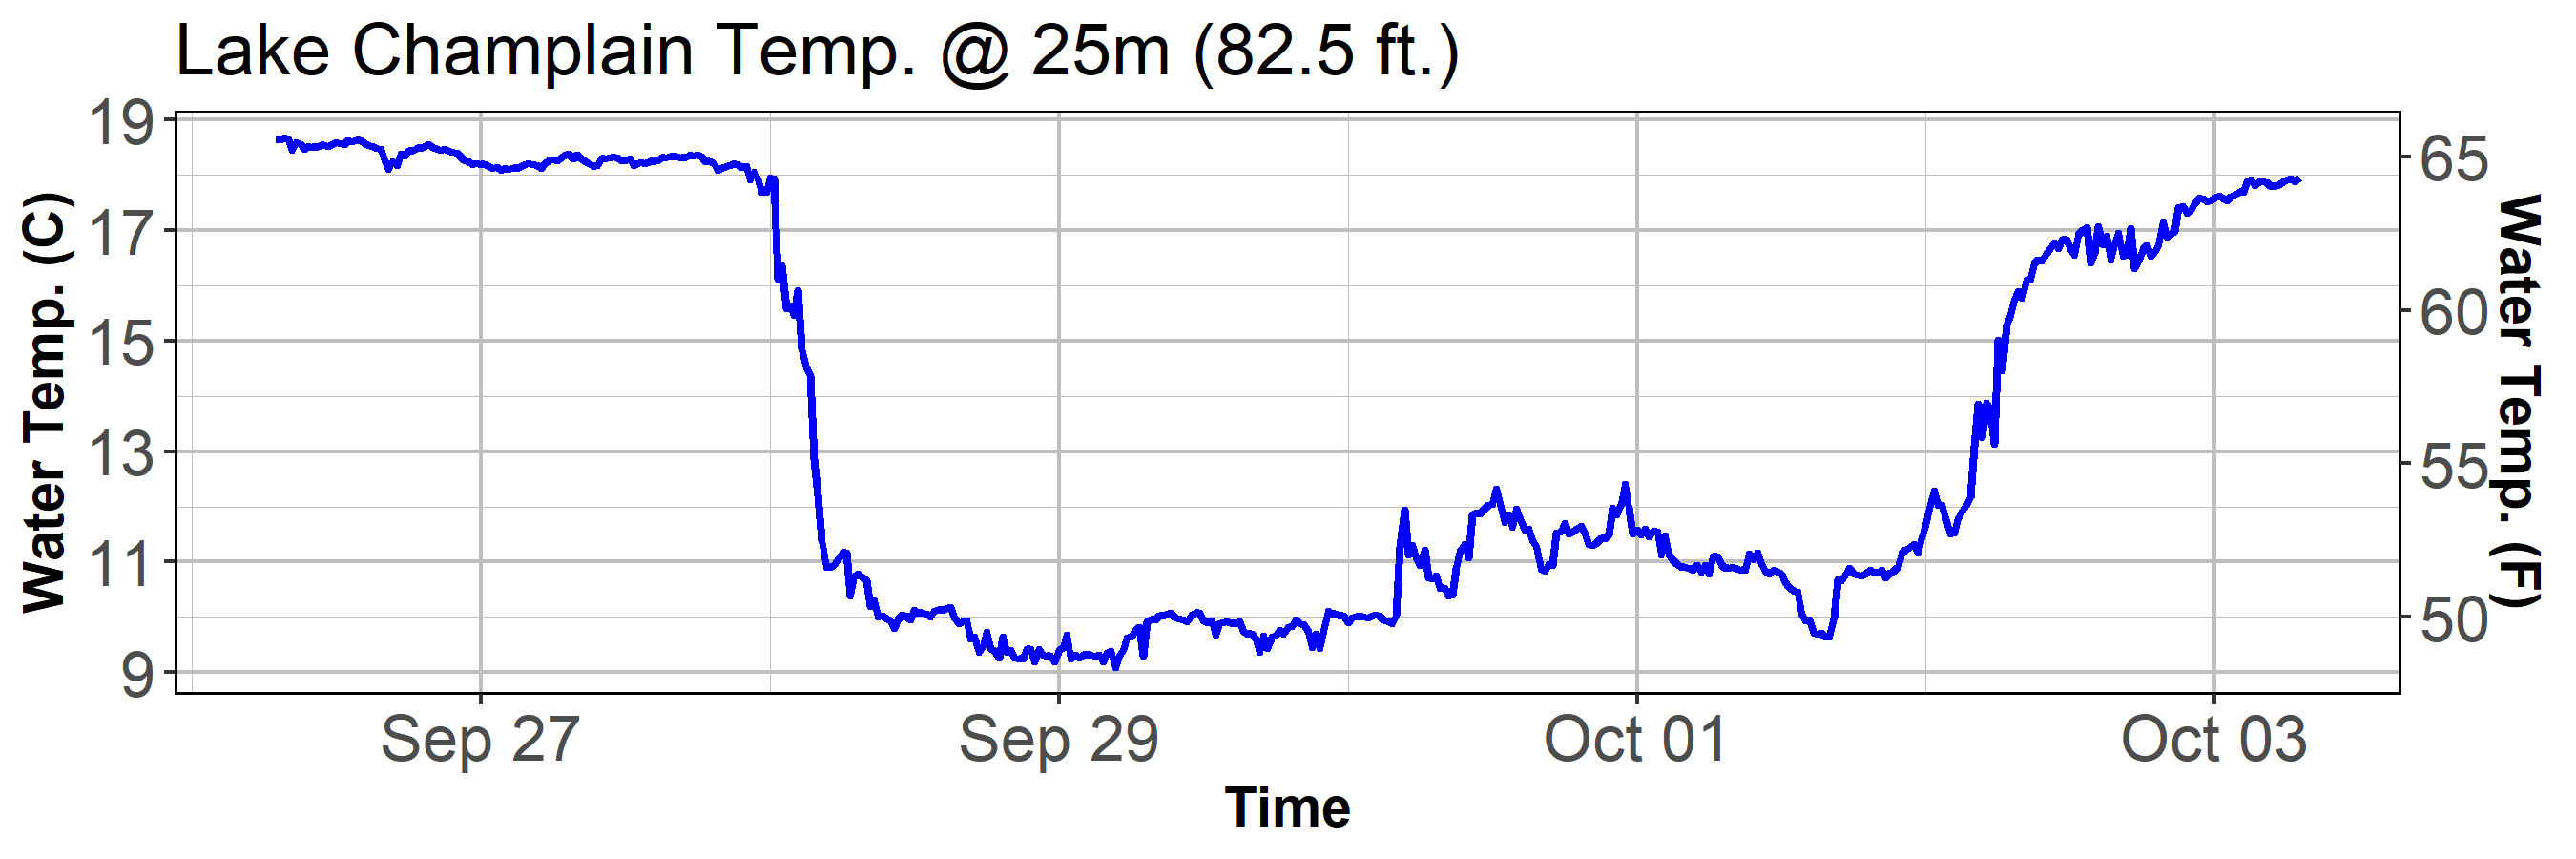 Lake Champlain Temp. @ 25m (82.5 ft.)
Water Temp. (C)
19
17
15
13
11
9
65
60
55
50
Water Temp. (F)
Sep 27
Sep 29
Oct 01
Oct 03
Time